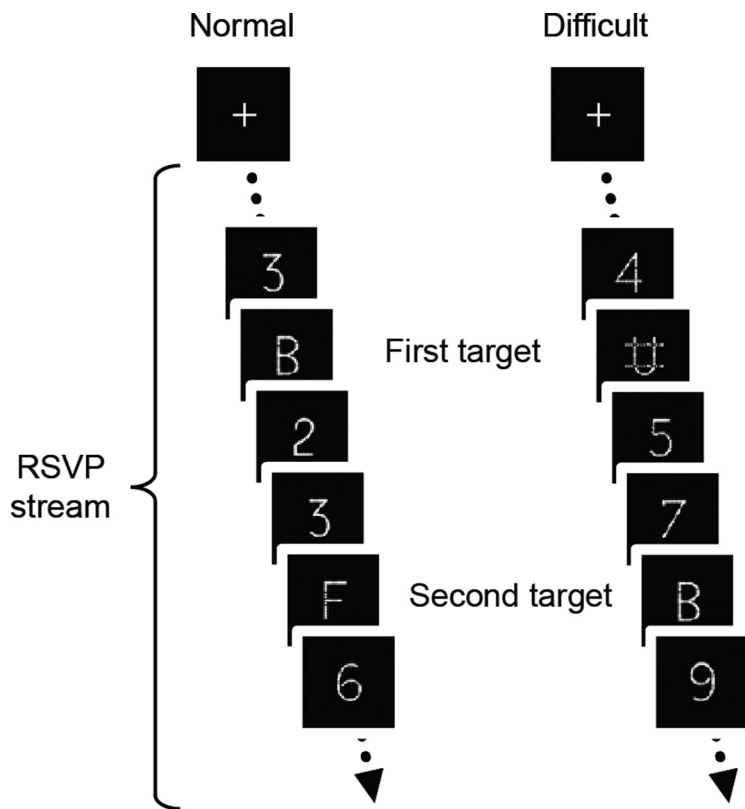 Normal
Difficult
+
+
3
4
B
First target
U
2
5
RSVP
stream
3
7
F
Second target
B
6
9